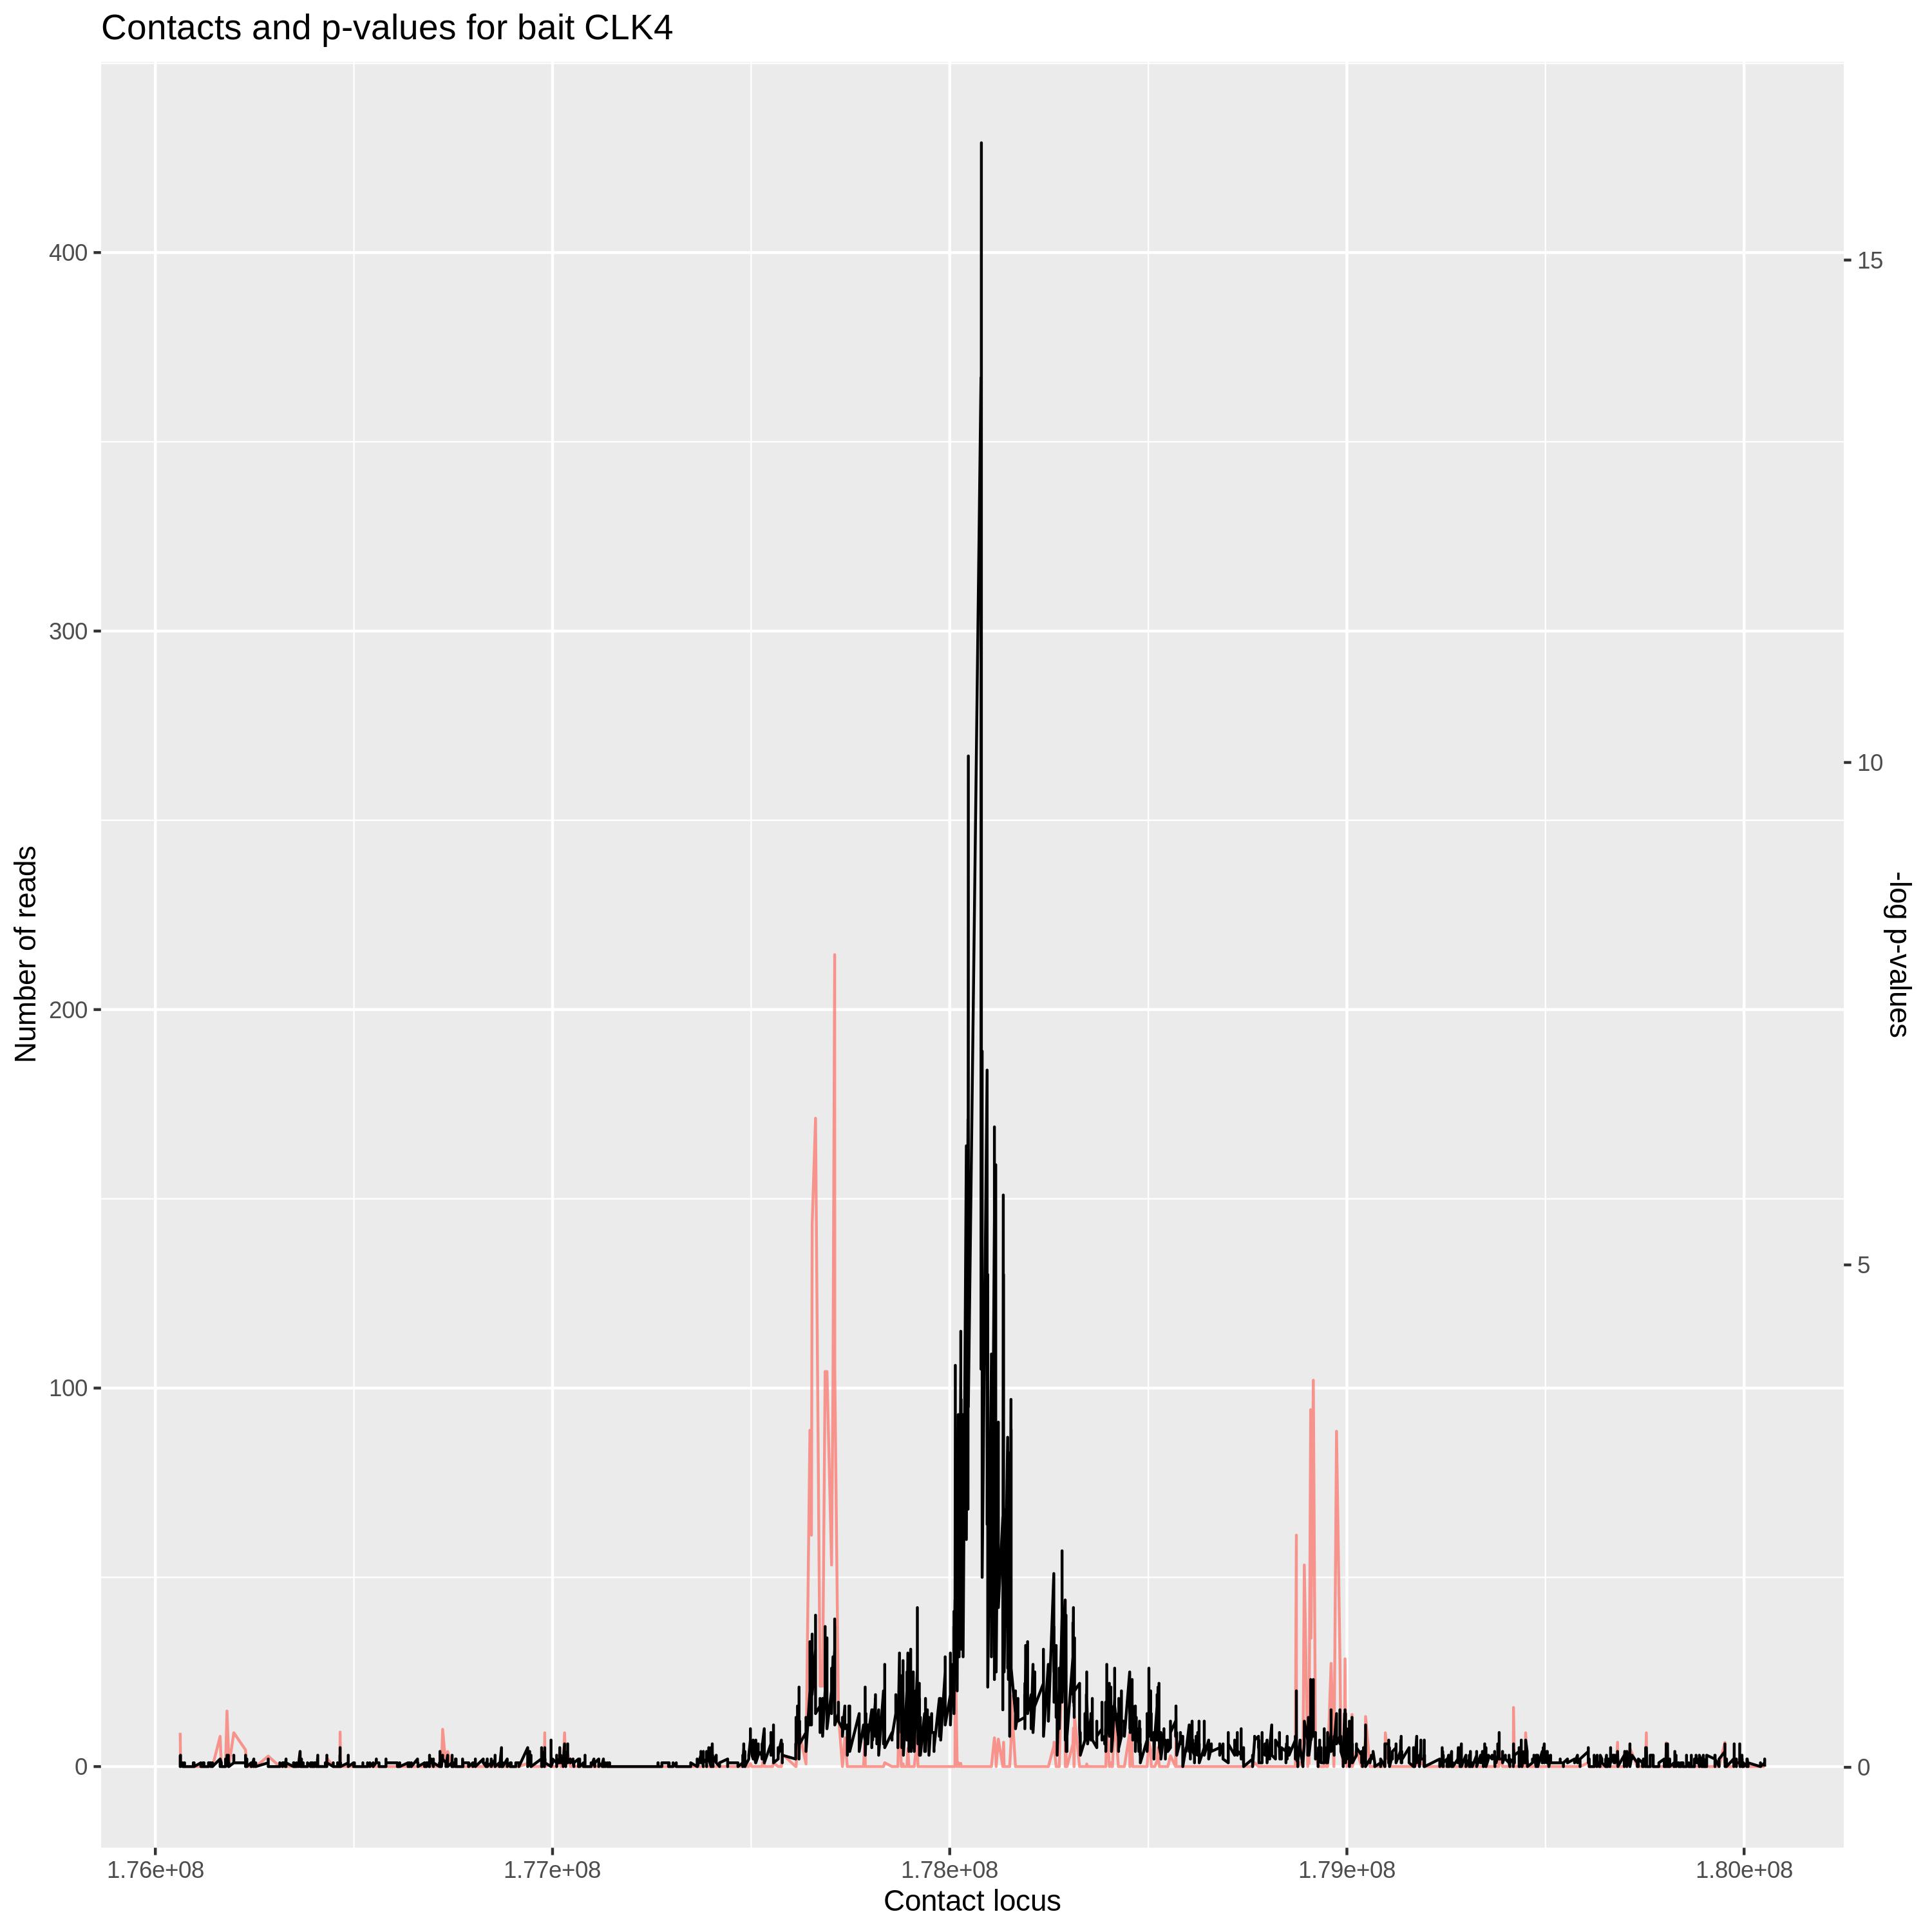 Contacts and p-values for bait CLK4
400
300
200
100
0
Number of reads
15
10
5
0
-log p-values
1.76e+08
1.77e+08
1.78e+08
1.79e+08
1.80e+08
Contact locus